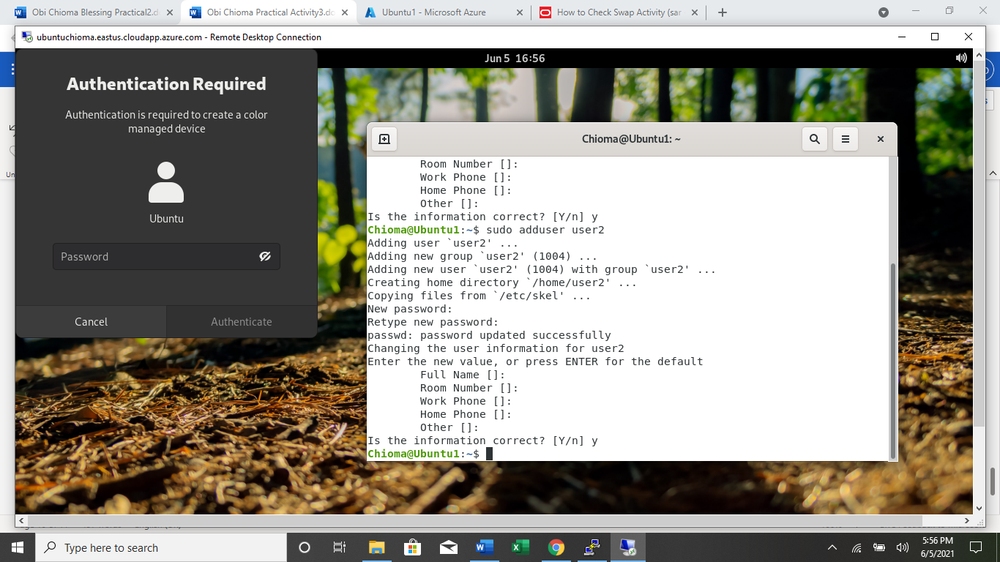 Obi Chioma Blessing Practical2.d
Obi Chioma Practical Activity3.do
Ubuntu1 - Microsoft Azure
How to Check Swap Activity (sar
ubuntuchioma.eastus.cloudapp.azure.com - Remote Desktop Connection
Jun 5 16:56
Authentication Required
Authentication is required to create a color
managed device
Ubuntu
Password
Cancel
Authenticate
Chioma@Ubuntu1: ~
Room Number []:
Work Phone []:
Home Phone []:
Other []:
Is the information correct? [Y/n] y
Chioma@Ubuntu1:~$ sudo adduser user2
Adding user `user2' ...
Adding new group `user2' (1004) ...
Adding new user `user2' (1004) with group `user2' ...
Creating home directory `/home/user2' ...
Copying files from `/etc/skel' ...
New password:
Retype new password:
passwd: password updated successfully
Changing the user information for user2
Enter the new value, or press ENTER for the default
Full Name []:
Room Number []:
Work Phone []:
Home Phone []:
Other []:
Is the information correct? [Y/n] y
Chioma@Ubuntu1:~$
Un
Type here to search
5:56 PM
6/5/2021